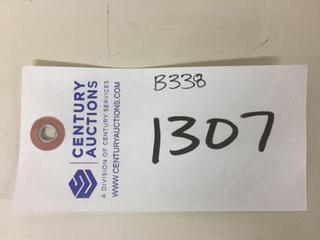 CENTURY
AUCTIONS
A DIVISION OF CENTURY SERVICES
WWW.CENTURYAUCTIONS.COM
B338
1307